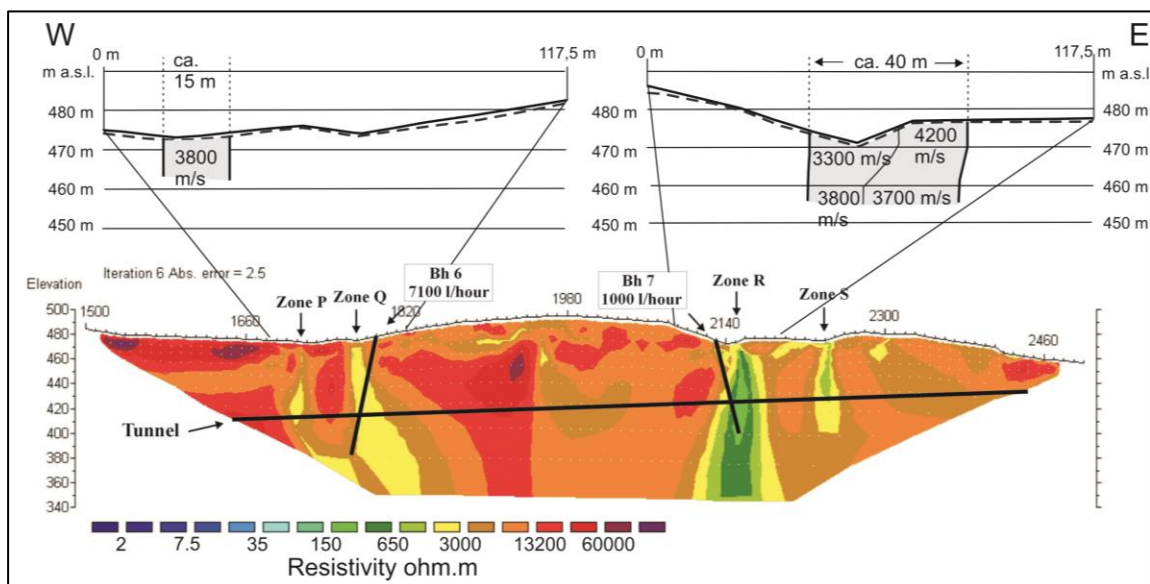 W
E
0 m
ca.
15 m
117,5 m
m a.s.l.
480 m
470 m
460 m
450 m
3800
m/s
0 m
ca. 40 m
117,5 m
m a.s.l.
480 m
470 m
460 m
450 m
3300 m/s
4200
m/s
3800
m/s
3700 m/s
Elevation
Iteration 6 Abs. error = 2.5
Bh 6
7100 l/hour
Bh 7
1000 l/hour
Zone P
Zone Q
Zone R
Zone S
1500
1660
1820
1980
2140
2300
2460
500
480
460
440
420
400
380
360
340
Tunnel
2
7.5
35
150
650
3000
13200
60000
Resistivity ohm.m